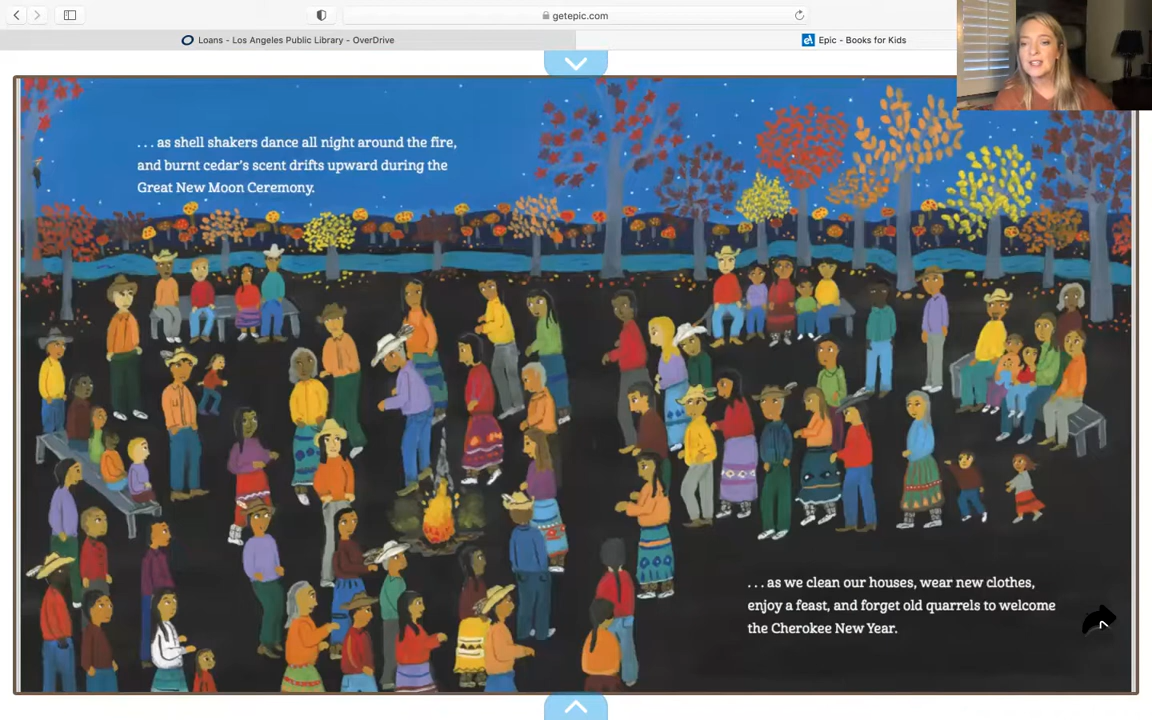 getepic.com
Loans - Los Angeles Public Library - OverDrive
Epic - Books for Kids
. . . as shell shakers dance all night around the fire,
and burnt cedar's scent drifts upward during the
Great New Moon Ceremony.
. . . as we clean our houses, wear new clothes,
enjoy a feast, and forget old quarrels to welcome
the Cherokee New Year.